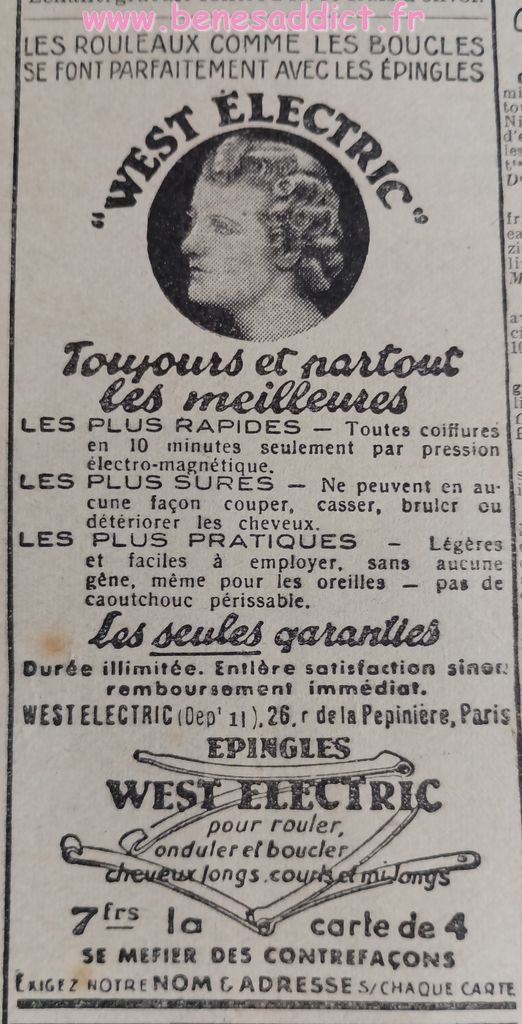 www.benesaddict.fr
LES ROULEAUX COMME LES BOUCLES
SE FONT PARFAITEMENT AVEC LES ÉPINGLES
"WEST ÉLECTRIC"
Toujours et partout
les meilleures
LES PLUS RAPIDES — Toutes coiffures
en 10 minutes seulement par pression
électro-magnétique.
LES PLUS SURES — Ne peuvent en au-
cune façon couper, casser, bruler ou
détériorer les cheveux.
LES PLUS PRATIQUES — Légères
et faciles à employer, sans aucune
gêne, même pour les oreilles — pas de
caoutchouc périssable.
Les seules garanties
Durée illimitée. Entière satisfaction sinon
remboursement immédiat.
WEST ELECTRIC (Dept 11), 26, r de la Pepinière, Paris
EPINGLES
WEST ELECTRIC
pour rouler,
onduler et boucler
cheveux longs, courts et mi longs
7 frs la carte de 4
SE MEFIER DES CONTREFAÇONS
EXIGEZ NOTRE NOM & ADRESSE S/CHAQUE CARTE